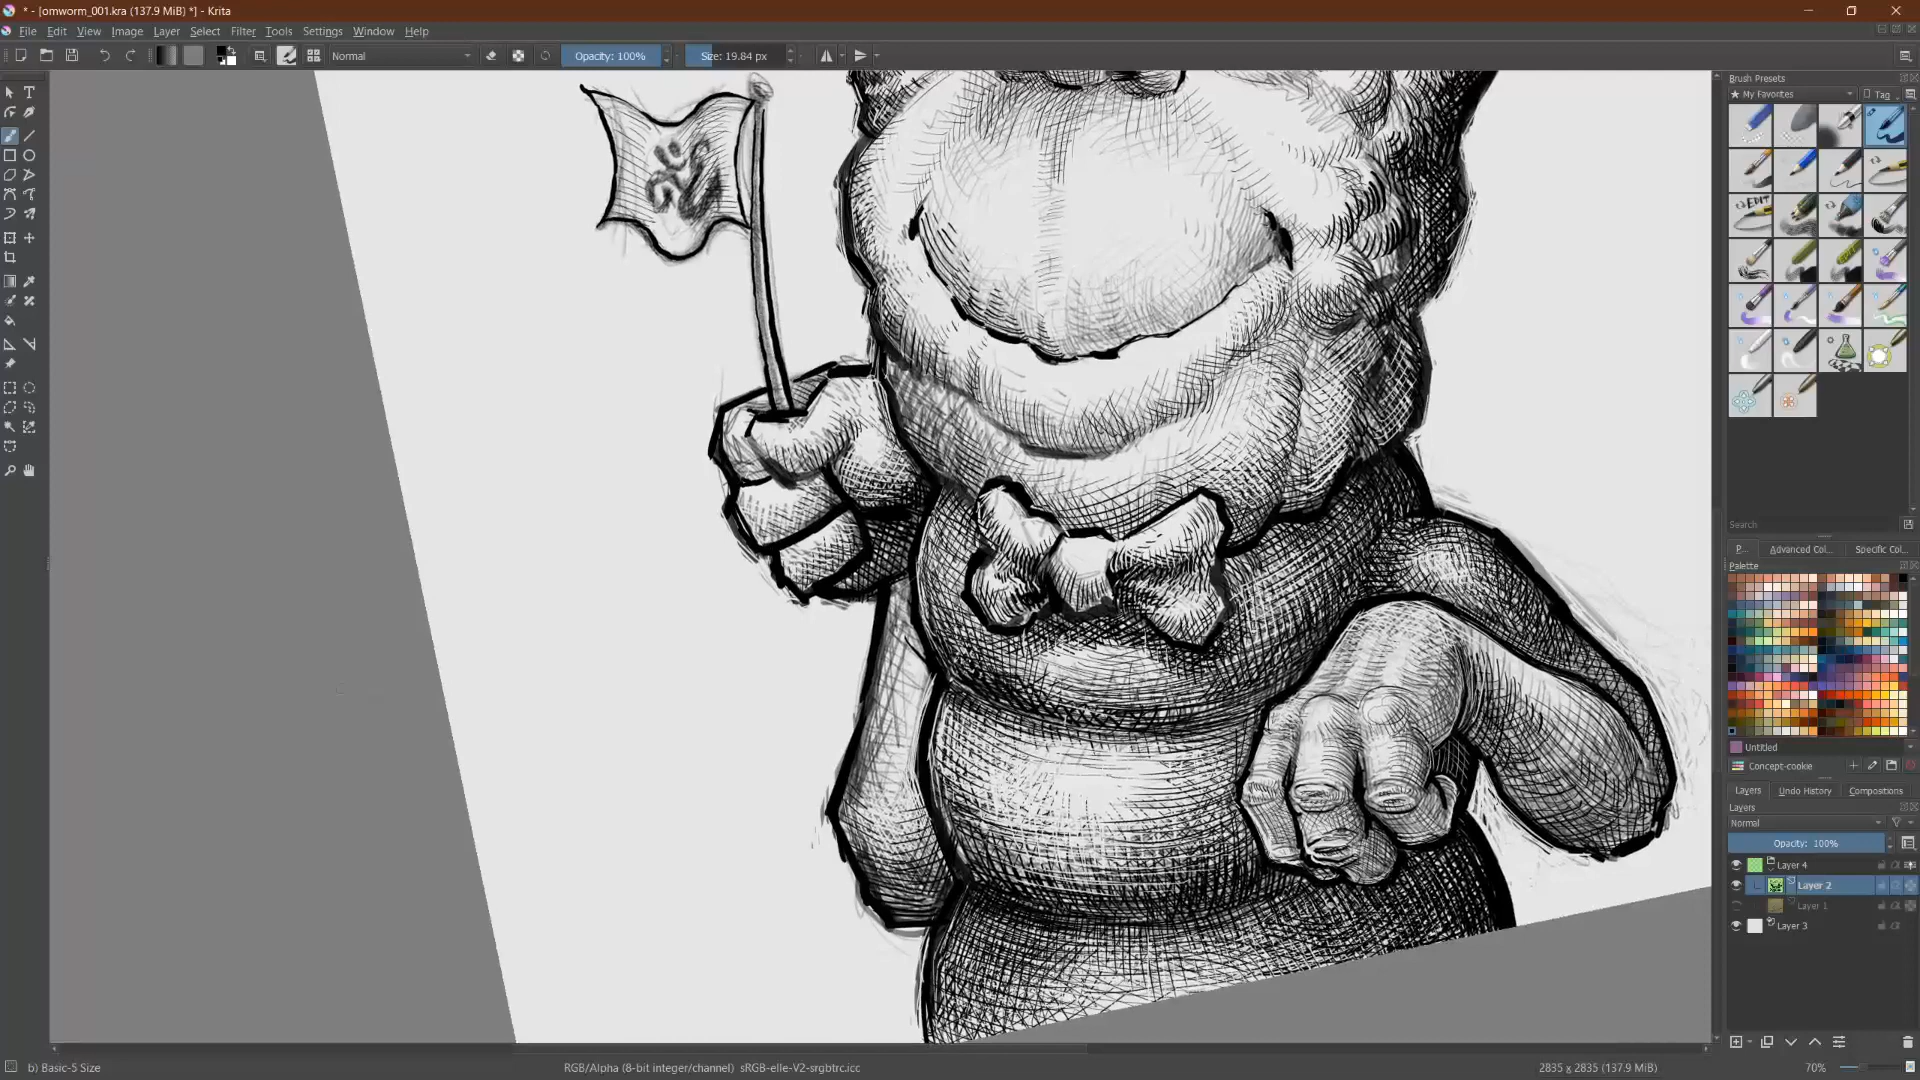 * - [omworm_001.kra (137.9 MiB) *] - Krita
File Edit View Image Layer Select Filter Tools Settings Window Help
Normal Opacity: 100% Size: 19.84 px
Brush Presets
★ My Favorites Tag
EDIT
Search
P... Advanced Col... Specific Col...
Palette
Untitled
Concept-cookie
Layers Undo History Compositions
Layers
Normal
Opacity: 100%
Layer 4
Layer 2
Layer 1
Layer 3
b) Basic-5 Size RGB/Alpha (8-bit integer/channel) sRGB-elle-V2-srgbtrc.icc 2835 x 2835 (137.9 MiB) 70%